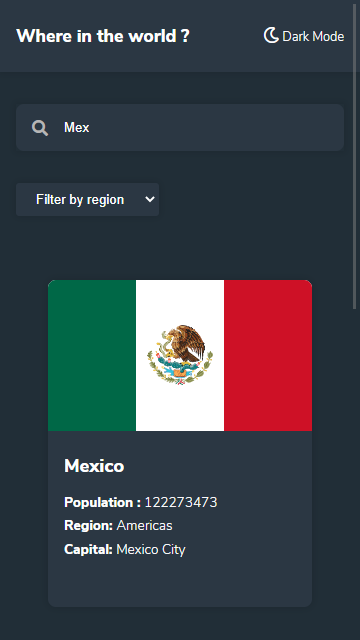 Where in the world ?
Dark Mode
Mex
Filter by region
Mexico
Population : 122273473
Region: Americas
Capital: Mexico City